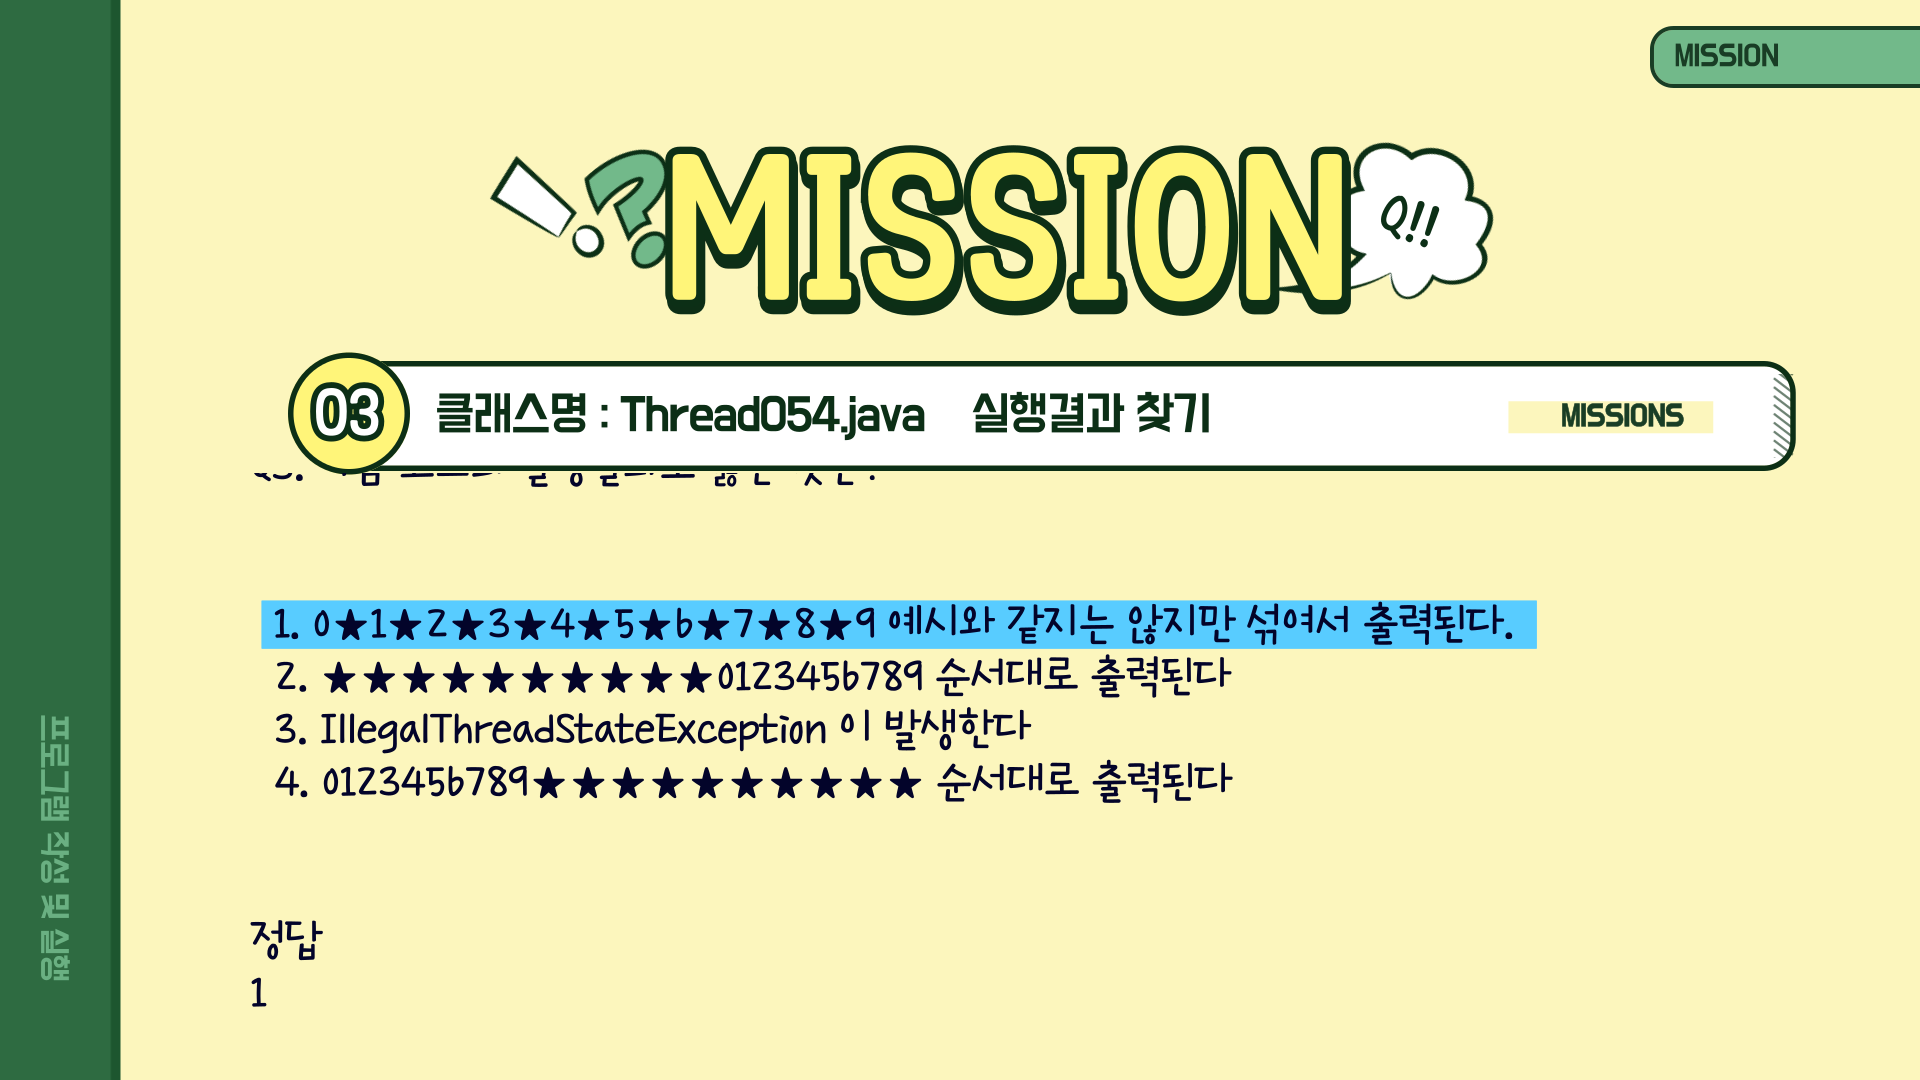 MISSION
MISSION
Q!!
03
클래스명 : Thread054.java 실행결과 찾기
MISSIONS
1. 0★1★2★3★4★5★6★7★8★9 예시와 같지는 않지만 섞여서 출력된다.
2. ★★★★★★★★★★0123456789 순서대로 출력된다
3. IllegalThreadStateException 이 발생한다
4. 0123456789★★★★★★★★★★ 순서대로 출력된다
정답
1
프로그램 작성 및 실행